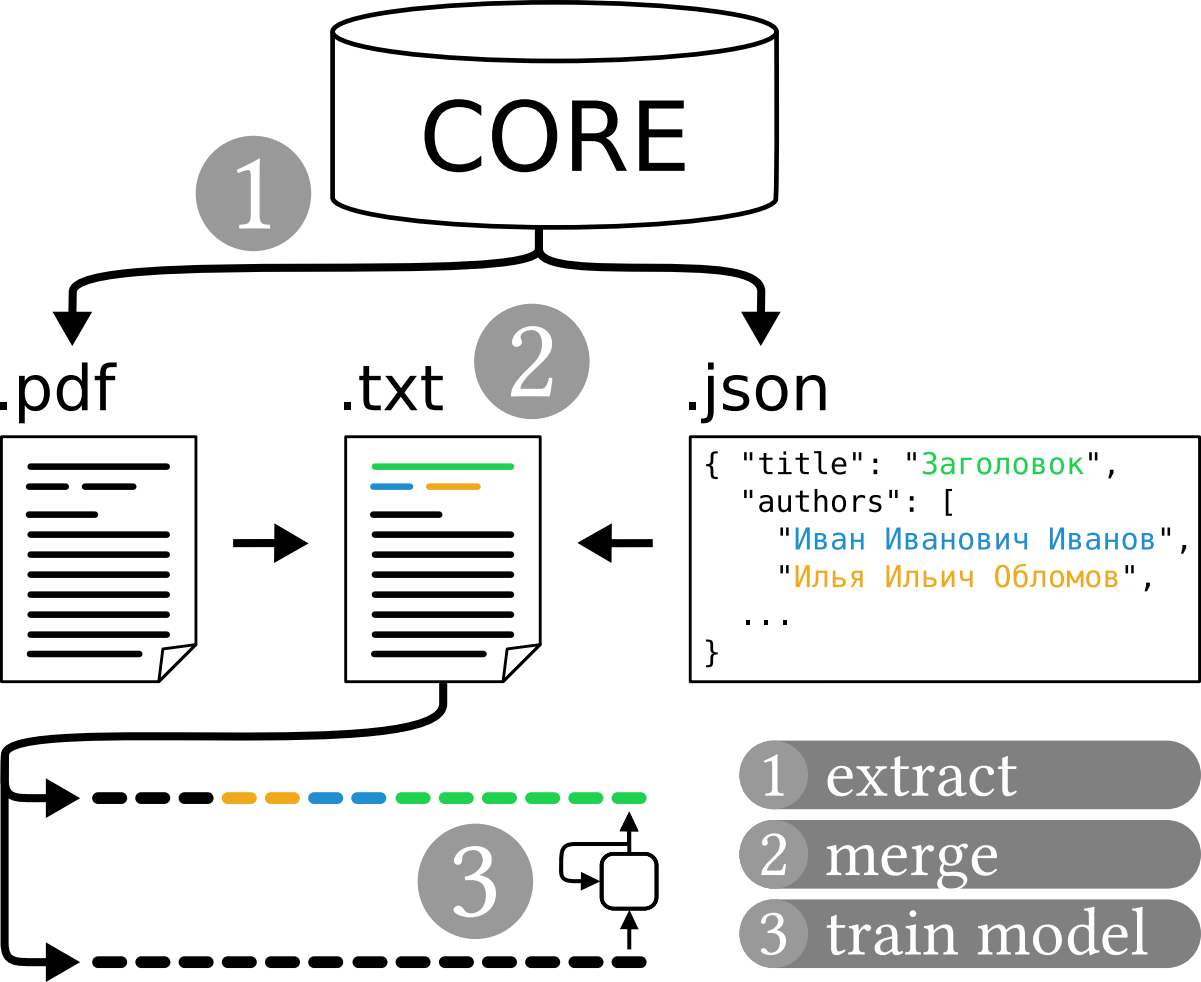 CORE
1
2
.pdf
.txt
.json
{ "title": "Заголовок",
"authors": [
"Иван Иванович Иванов",
"Илья Ильич Обломов",
...
}
3
1 extract
2 merge
3 train model